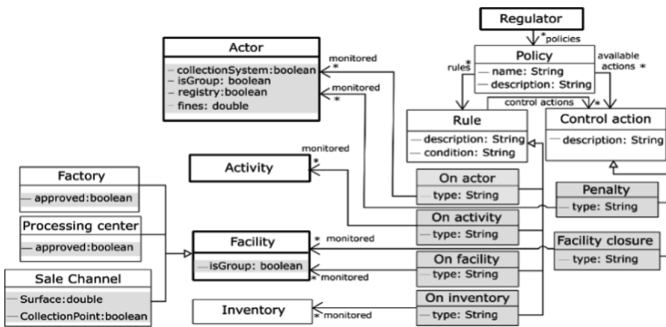 Regulator
*policies
Policy
name: String
description: String
rules
*
available
actions *
control actions
*
Actor
collectionSystem:boolean
isGroup: boolean
registry:boolean
fines: double
monitored
*
monitored
*
Rule
description: String
condition: String
Control action
description: String
Activity
monitored
*
Factory
approved:boolean
Processing center
approved:boolean
Sale Channel
Surface:double
CollectionPoint:boolean
Facility
isGroup: boolean
* monitored
* monitored
Inventory
monitored
*
On actor
type: String
On activity
type: String
On facility
type: String
On inventory
type: String
Penalty
type: String
Facility closure
type: String